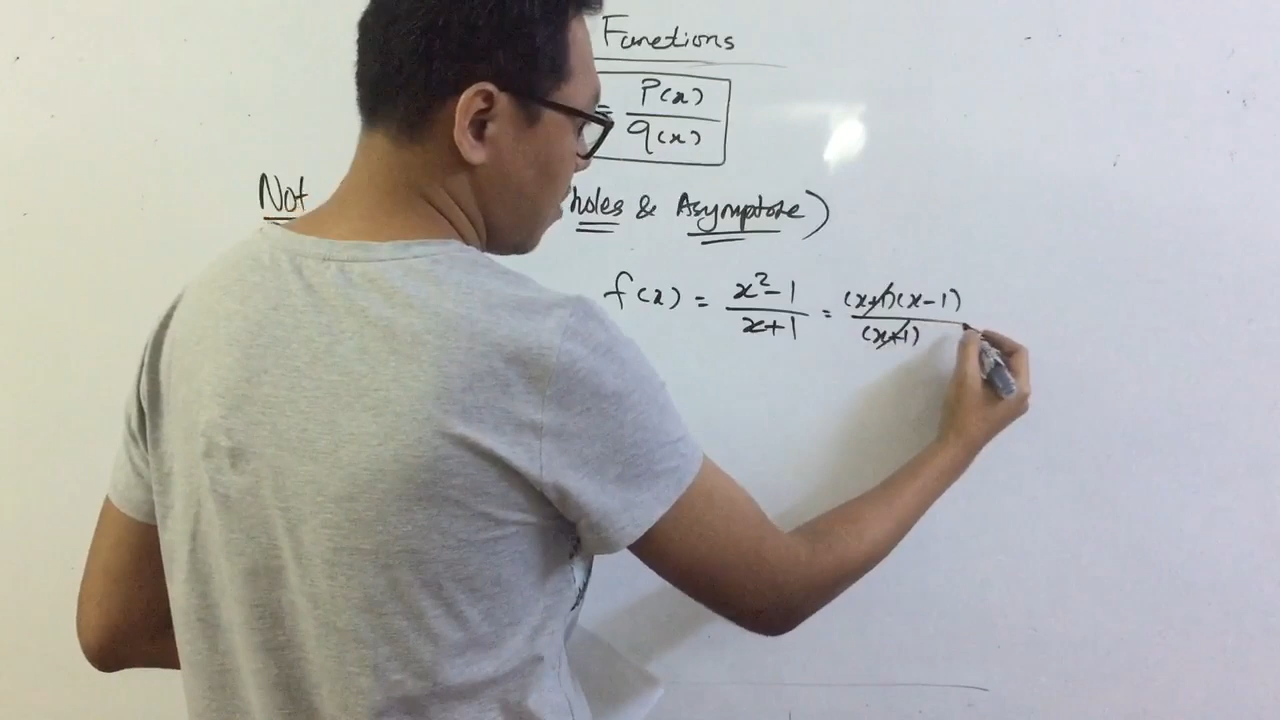 Functions
= P(x) / q(x)
Not holes & Asymptote)
f(x) = x²-1 / x+1 = (x+1)(x-1) / (x+1)